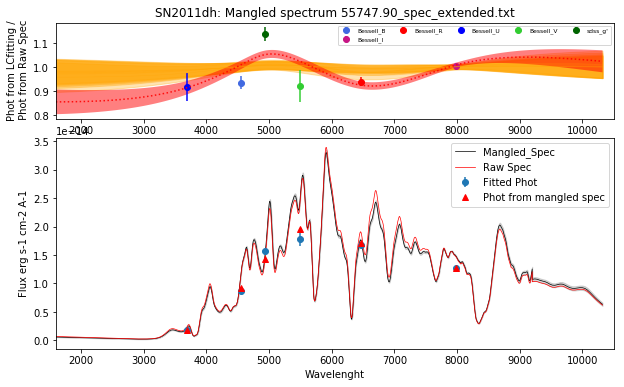 SN2011dh: Mangled spectrum 55747.90_spec_extended.txt
Phot from LCfitting /
Phot from Raw Spec
1.1
1.0
0.9
0.8
Bessell_B
Bessell_R
Bessell_U
Bessell_V
sdss_g'
Bessell_I
2000 3000 4000 5000 6000 7000 8000 9000 10000
1e-14
Flux erg s-1 cm-2 A-1
3.5
3.0
2.5
2.0
1.5
1.0
0.5
0.0
Mangled_Spec
Raw Spec
Fitted Phot
Phot from mangled spec
2000 3000 4000 5000 6000 7000 8000 9000 10000
Wavelenght